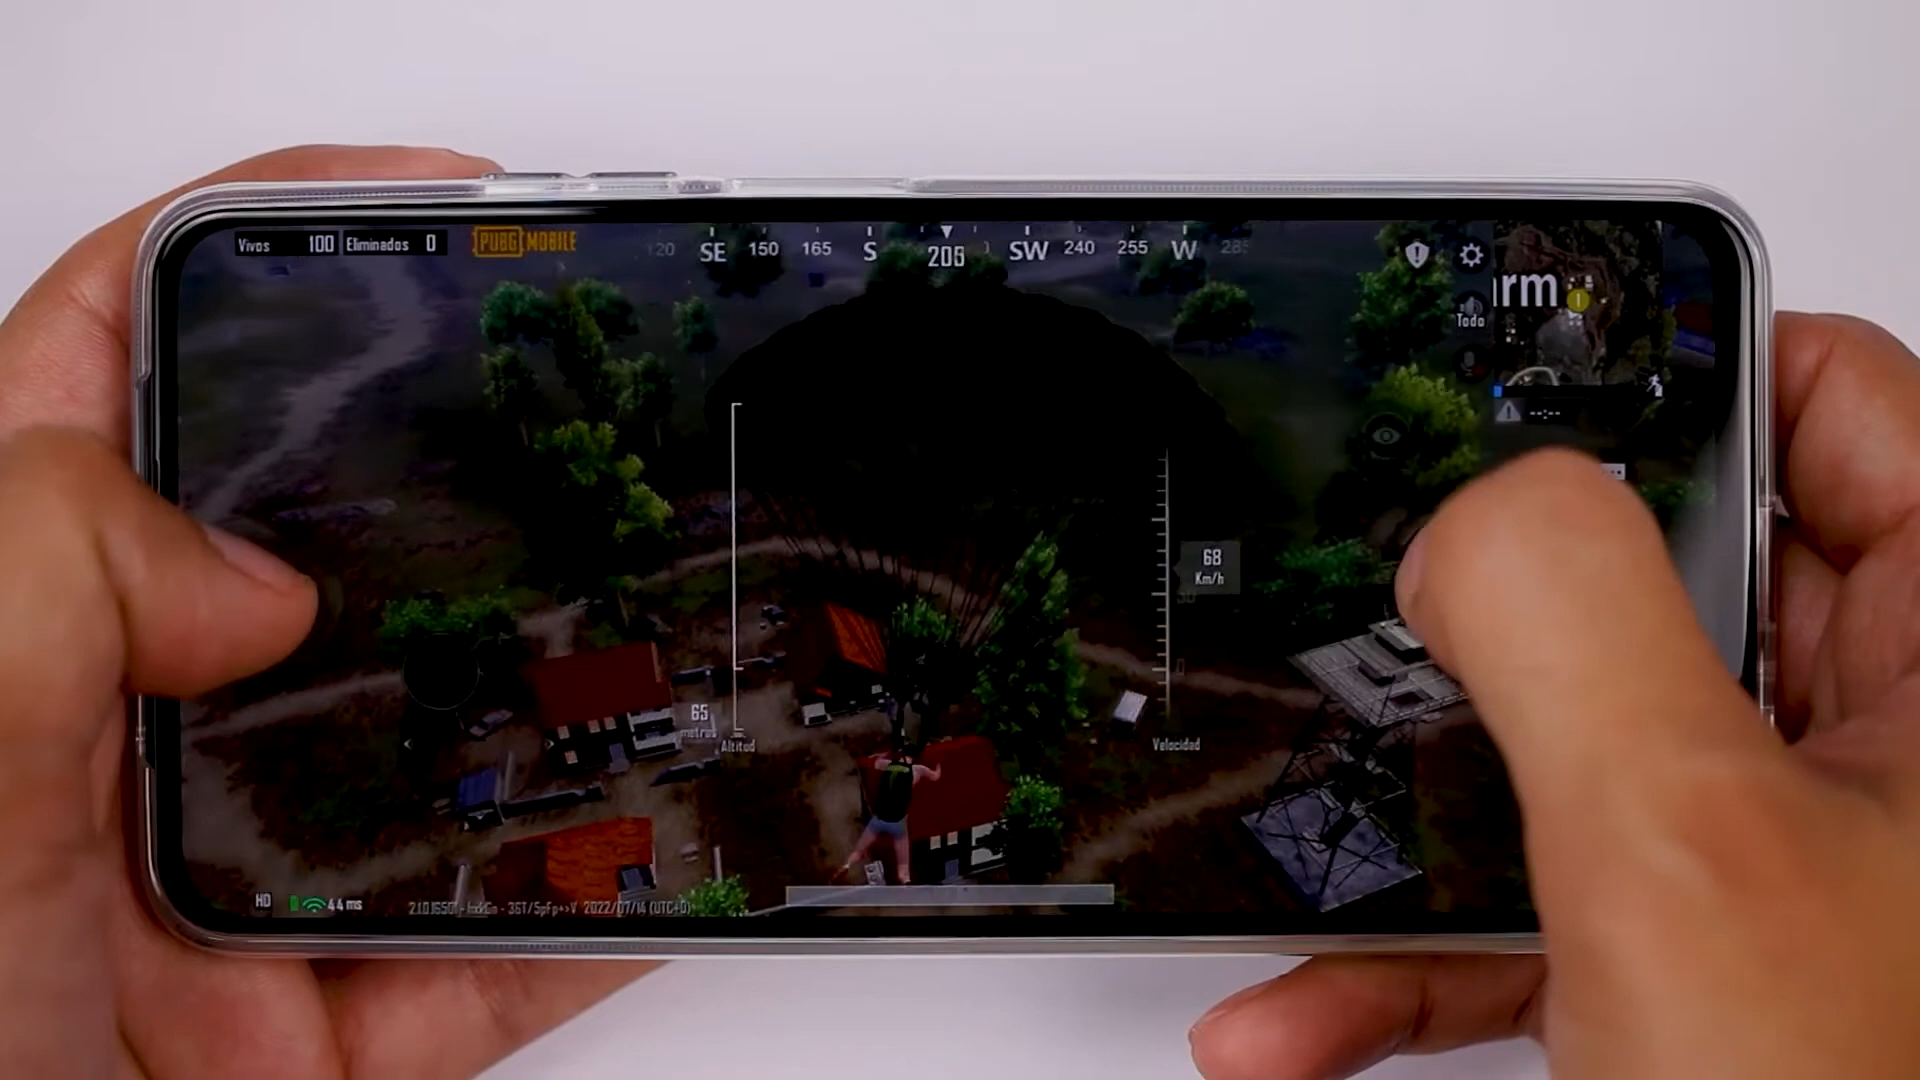 Vivos 100 Eliminados 0
PUBG MOBILE
SE 150 165 S 206 SW 240 255 W 285
Todo
68
Km/h
65
metros
Altitud
Velocidad
HD
44 ms
2022/07/14 (UTC+0)